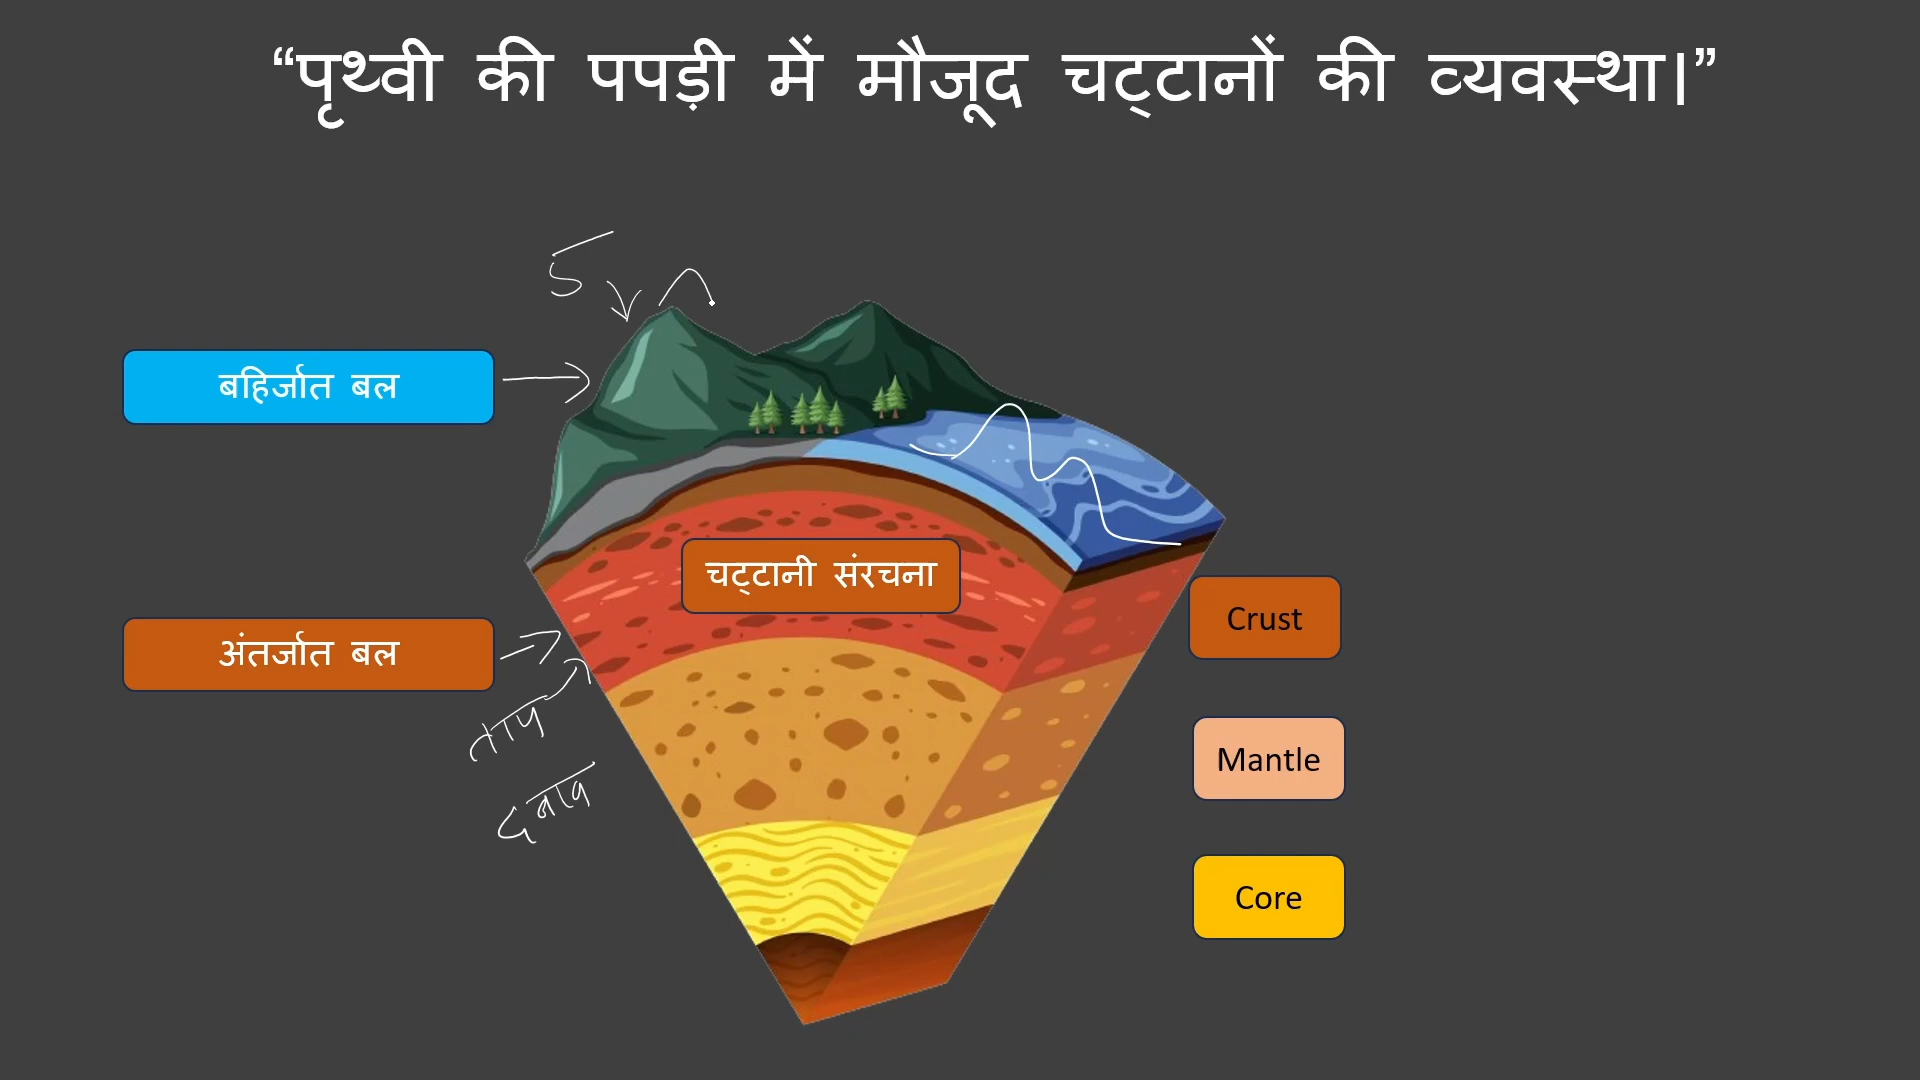 “पृथ्वी की पपड़ी में मौजूद चट्टानों की व्यवस्था।”
बहिर्जात बल
चट्टानी संरचना
Crust
अंतर्जात बल
ताप
दबाव
Mantle
Core